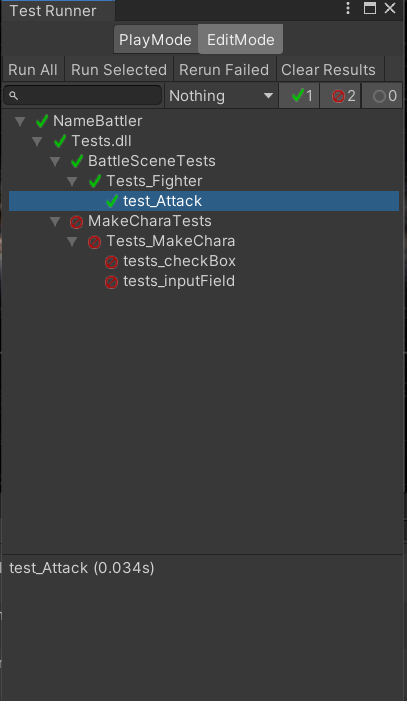 Test Runner
PlayMode EditMode
Run All Run Selected Rerun Failed Clear Results
Nothing 1 2 0
NameBattler
Tests.dll
BattleSceneTests
Tests_Fighter
test_Attack
MakeCharaTests
Tests_MakeChara
tests_checkBox
tests_inputField
test_Attack (0.034s)